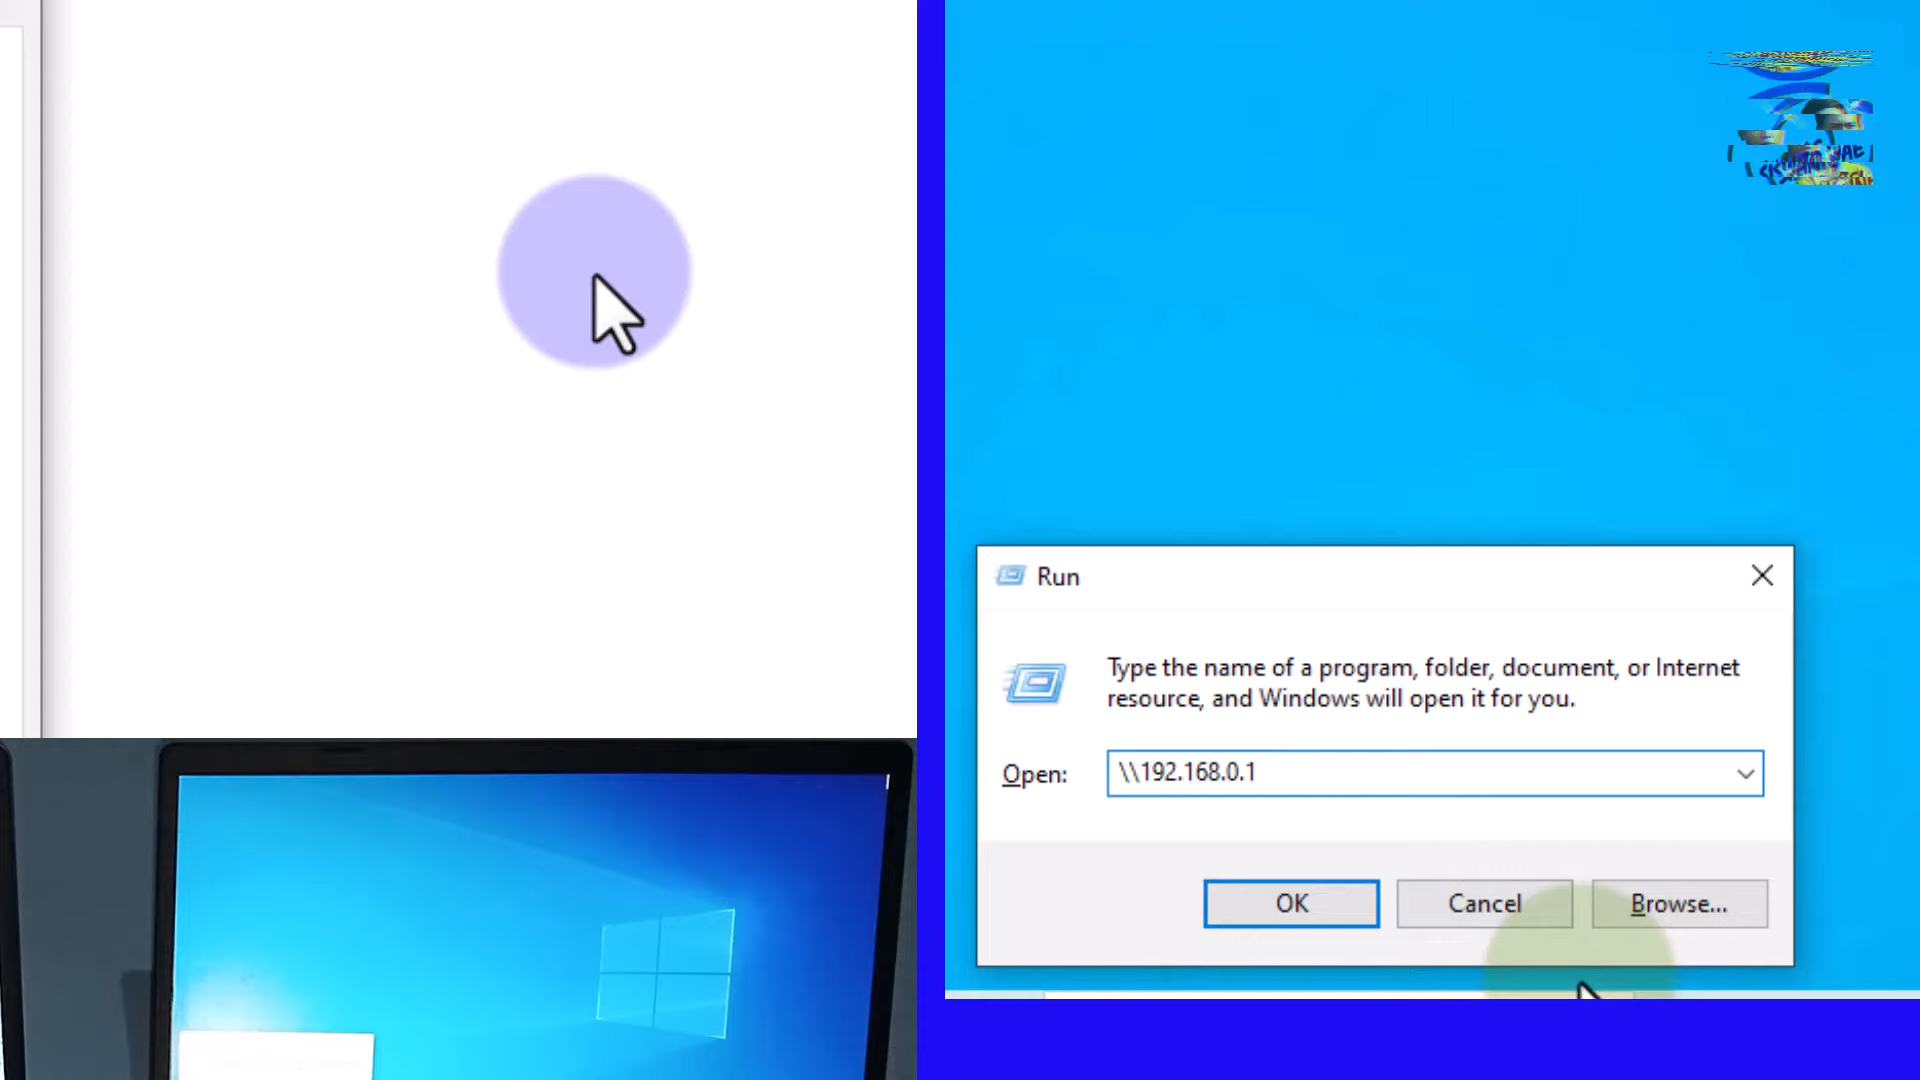 Run
Type the name of a program, folder, document, or Internet
resource, and Windows will open it for you.
Open:
\\192.168.0.1
OK
Cancel
Browse...